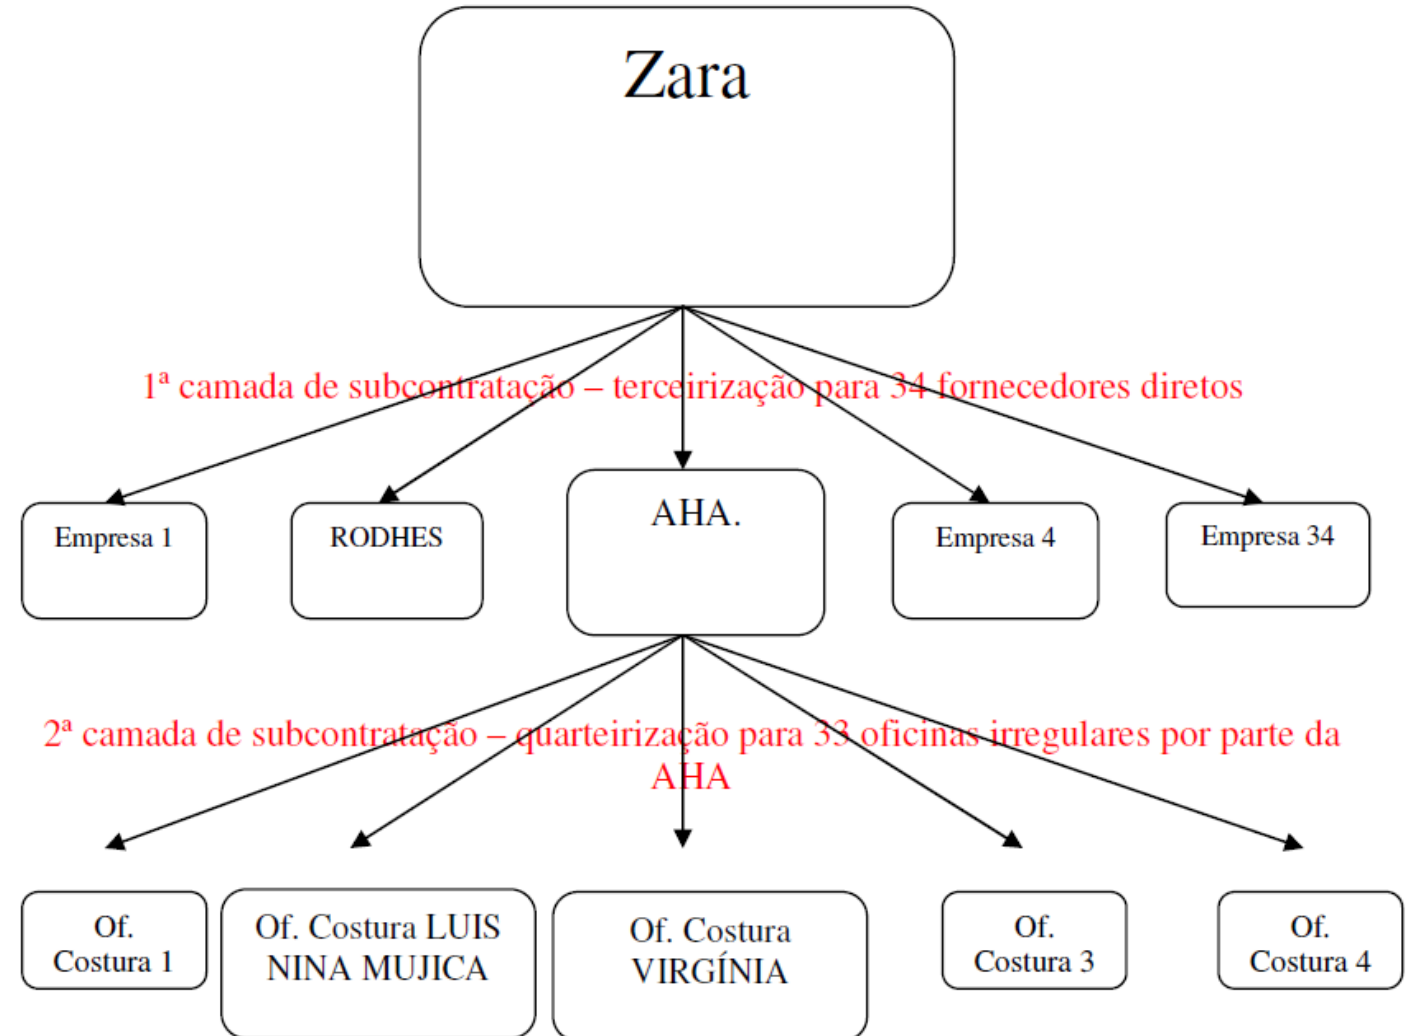 Zara
1ª camada de subcontratação – terceirização para 34 fornecedores diretos
Empresa 1
RODHES
AHA.
Empresa 4
Empresa 34
2ª camada de subcontratação – quarteirização para 33 oficinas irregulares por parte da
AHA
Of.
Costura 1
Of. Costura LUIS
NINA MUJICA
Of. Costura
VIRGÍNIA
Of.
Costura 3
Of.
Costura 4